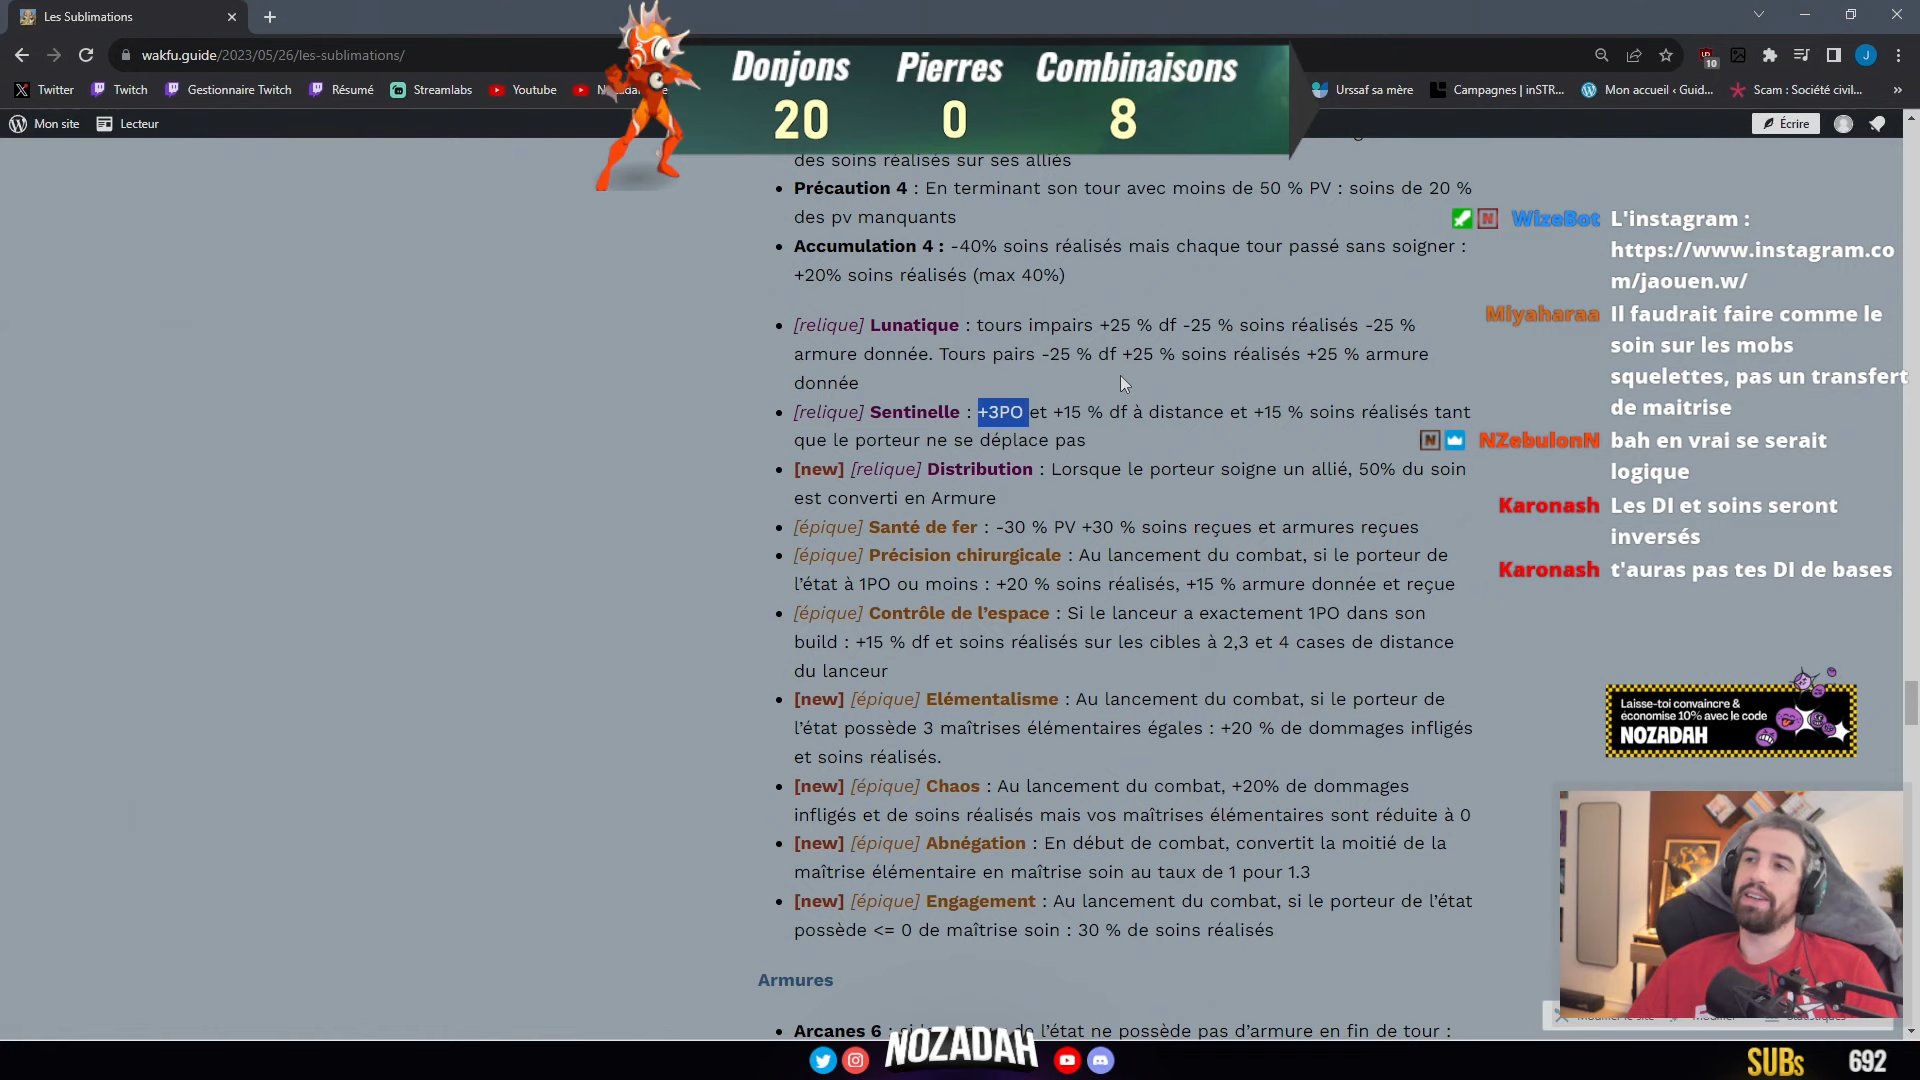 Les Sublimations
wakfu.guide/2023/05/26/les-sublimations/
10
J
Twitter
Twitch
Gestionnaire Twitch
Résumé
Streamlabs
Youtube
Urssaf sa mère
Campagnes | inSTR...
Mon accueil ‹ Guid...
Scam : Société civil...
»
Mon site
Lecteur
Écrire
Donjons Pierres Combinaisons
20 0 8
des soins réalisés sur ses alliés
Précaution 4 : En terminant son tour avec moins de 50 % PV : soins de 20 %
des pv manquants
Accumulation 4 : -40% soins réalisés mais chaque tour passé sans soigner :
+20% soins réalisés (max 40%)
[relique] Lunatique : tours impairs +25 % df -25 % soins réalisés -25 %
armure donnée. Tours pairs -25 % df +25 % soins réalisés +25 % armure
donnée
[relique] Sentinelle : +3PO et +15 % df à distance et +15 % soins réalisés tant
que le porteur ne se déplace pas
[new] [relique] Distribution : Lorsque le porteur soigne un allié, 50% du soin
est converti en Armure
[épique] Santé de fer : -30 % PV +30 % soins reçues et armures reçues
[épique] Précision chirurgicale : Au lancement du combat, si le porteur de
l’état à 1PO ou moins : +20 % soins réalisés, +15 % armure donnée et reçue
[épique] Contrôle de l’espace : Si le lanceur a exactement 1PO dans son
build : +15 % df et soins réalisés sur les cibles à 2,3 et 4 cases de distance
du lanceur
[new] [épique] Elémentalisme : Au lancement du combat, si le porteur de
l’état possède 3 maîtrises élémentaires égales : +20 % de dommages infligés
et soins réalisés.
[new] [épique] Chaos : Au lancement du combat, +20% de dommages
infligés et de soins réalisés mais vos maîtrises élémentaires sont réduite à 0
[new] [épique] Abnégation : En début de combat, convertit la moitié de la
maîtrise élémentaire en maîtrise soin au taux de 1 pour 1.3
[new] [épique] Engagement : Au lancement du combat, si le porteur de l’état
possède <= 0 de maîtrise soin : 30 % de soins réalisés
Armures
Arcanes 6 : si
de l’état ne possède pas d’armure en fin de tour :
WizeBot L'instagram :
https://www.instagram.co
m/jaouen.w/
Miyaharaa Il faudrait faire comme le
soin sur les mobs
squelettes, pas un transfert
de maitrise
NZebulonN bah en vrai se serait
logique
Karonash Les DI et soins seront
inversés
Karonash t'auras pas tes DI de bases
Laisse-toi convaincre &
économise 10% avec le code
NOZADAH
NOZADAH
SUBs 692